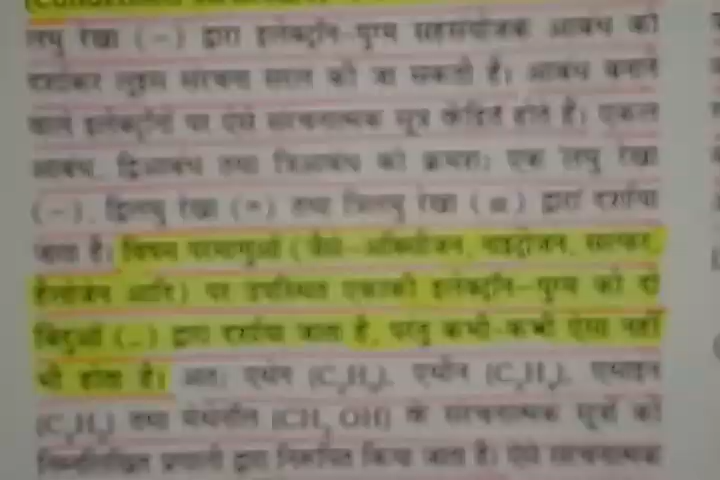 लघु रेखा (–) द्वारा इलेक्ट्रॉन-युग्म सहसंयोजक आबंध को
दर्शाकर लूइस संरचना सरल की जा सकती है। आबंध बनाने
वाले इलेक्ट्रॉनों पर ऐसे संरचनात्मक सूत्र केंद्रित होते हैं। एकल
आबंध, द्विआबंध तथा त्रिआबंध को क्रमशः एक लघु रेखा
(–), द्विलघु रेखा (=) तथा त्रिलघु रेखा (≡) द्वारा दर्शाया
जाता है। विषम परमाणुओं (जैसे–ऑक्सीजन, नाइट्रोजन, सल्फर,
हैलोजन आदि) पर उपस्थित एकाकी इलेक्ट्रॉन-युग्म को दो
बिंदुओं (..) द्वारा दर्शाया जाता है, परंतु कभी-कभी ऐसा नहीं
भी होता है। अतः एथेन (C₂H₆), एथीन (C₂H₄), एथाइन
(C₂H₂) तथा मेथेनॉल (CH₃OH) के संरचनात्मक सूत्रों को
निम्नलिखित प्रकारों द्वारा निरूपित किया जाता है। ऐसे संरचनात्मक